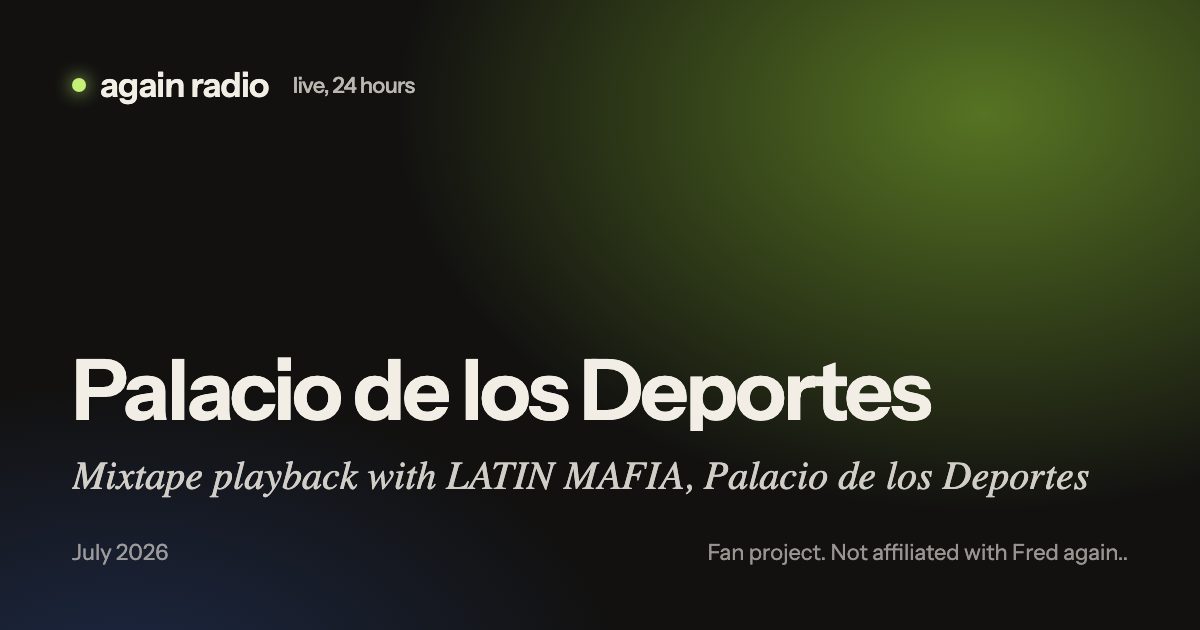 again radio live, 24 hours
Palacio de los Deportes
Mixtape playback with LATIN MAFIA, Palacio de los Deportes
July 2026
Fan project. Not affiliated with Fred again..